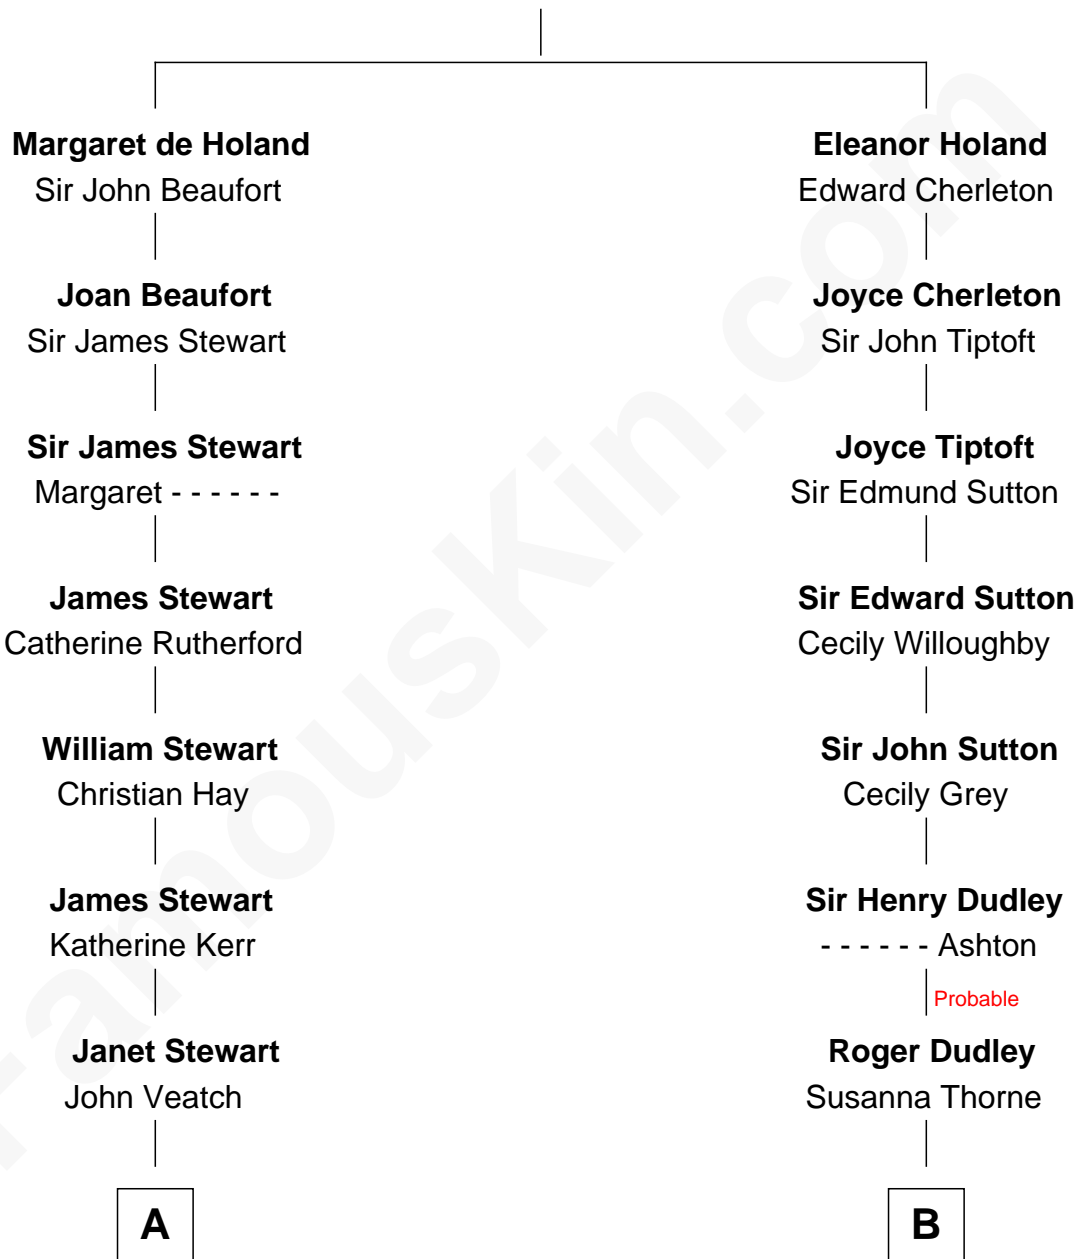 Margaret de Holand
Sir John Beaufort
Eleanor Holand
Edward Cherleton
Joan Beaufort
Sir James Stewart
Joyce Cherleton
Sir John Tiptoft
Sir James Stewart
Margaret - - - - - -
Joyce Tiptoft
Sir Edmund Sutton
James Stewart
Catherine Rutherford
Sir Edward Sutton
Cecily Willoughby
William Stewart
Christian Hay
Sir John Sutton
Cecily Grey
James Stewart
Katherine Kerr
Sir Henry Dudley
- - - - - - Ashton
Probable
Janet Stewart
John Veatch
Roger Dudley
Susanna Thorne
A
B
FamousKin.com